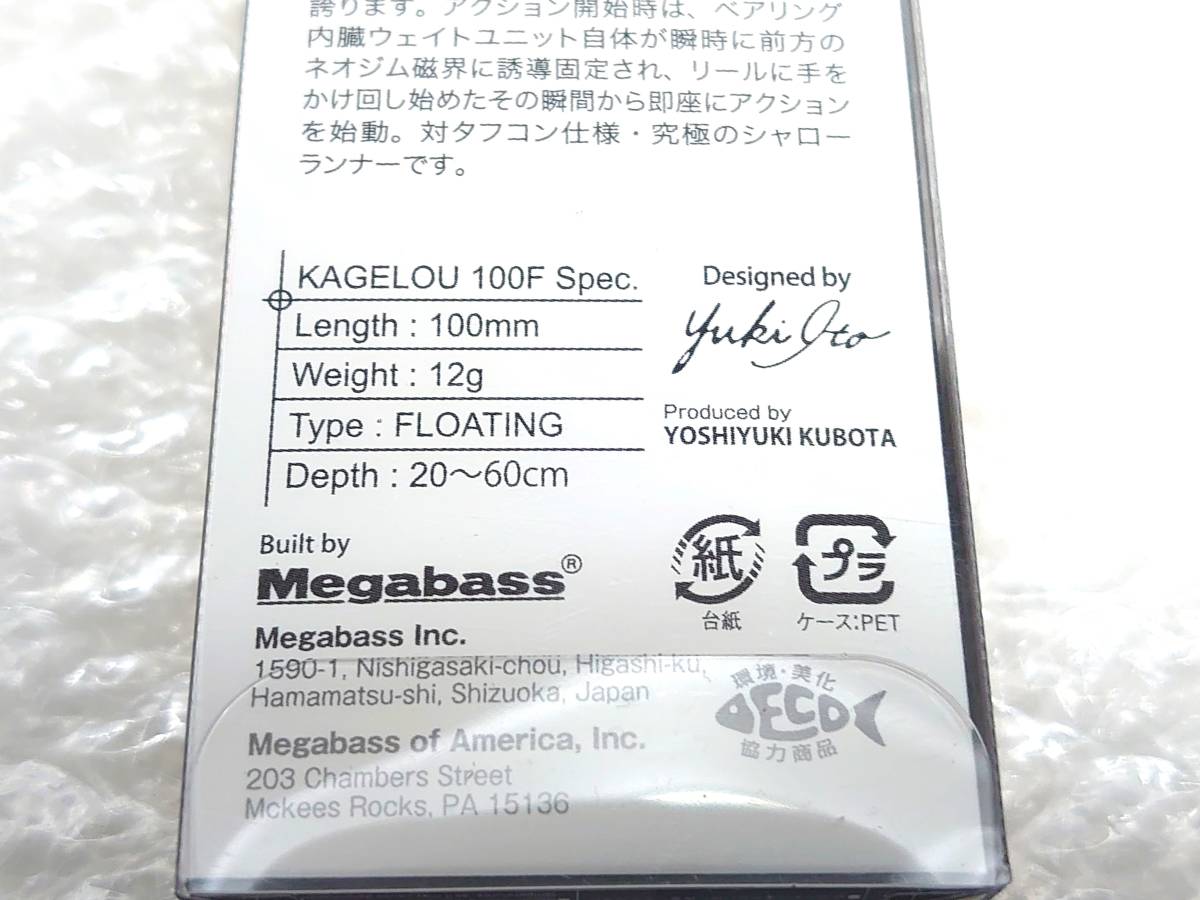 誇ります。アクション開始時は、ベアリング
内臓ウェイトユニット自体が瞬時に前方の
ネオジム磁界に誘導固定され、リールに手を
かけ回し始めたその瞬間から即座にアクション
を始動。対タフコン仕様・究極のシャロー
ランナーです。
KAGELOU 100F Spec.
Length : 100mm
Weight : 12g
Type : FLOATING
Depth : 20〜60cm
Designed by
Yuki Ito
Produced by
YOSHIYUKI KUBOTA
Built by
Megabass®
Megabass Inc.
1590-1, Nishigasaki-chou, Higashi-ku,
Hamamatsu-shi, Shizuoka, Japan
Megabass of America, Inc.
203 Chambers Street
Mckees Rocks, PA 15136
紙
台紙
プラ
ケース:PET
環境・美化
ECO
協力商品